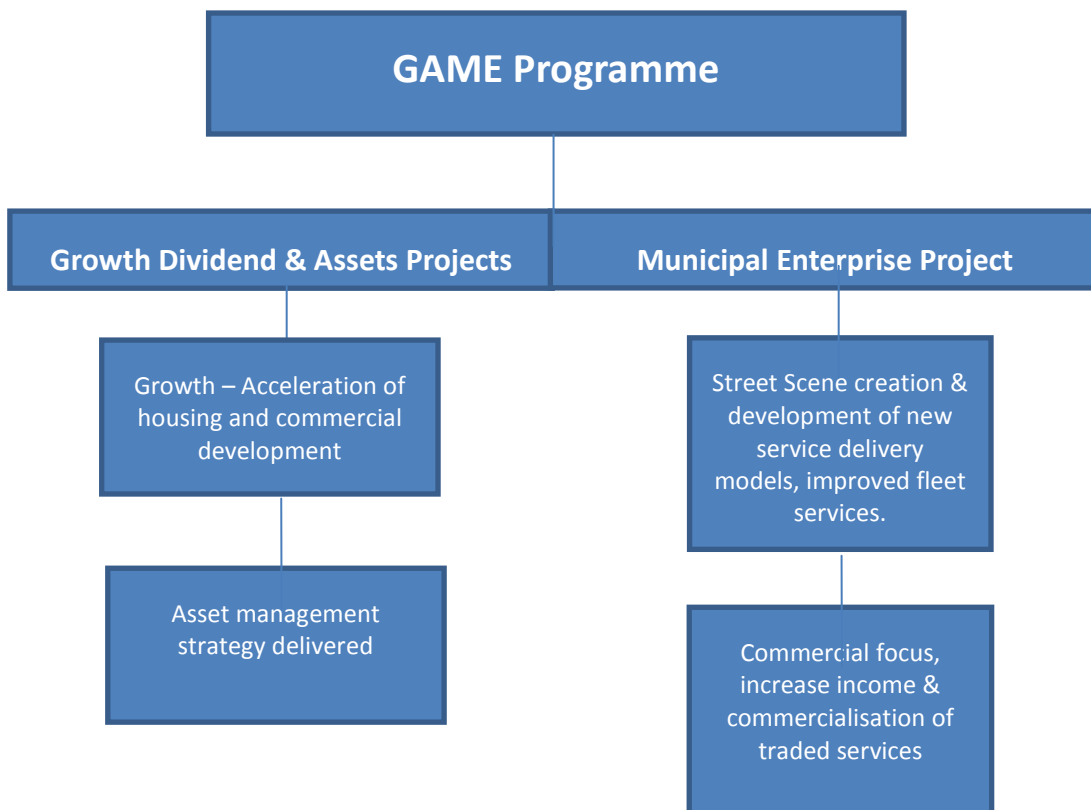 GAME Programme
Growth Dividend & Assets Projects
Municipal Enterprise Project
Growth – Acceleration of
housing and commercial
development
Asset management
strategy delivered
Street Scene creation &
development of new
service delivery
models, improved fleet
services.
Commercial focus,
increase income &
commercialisation of
traded services